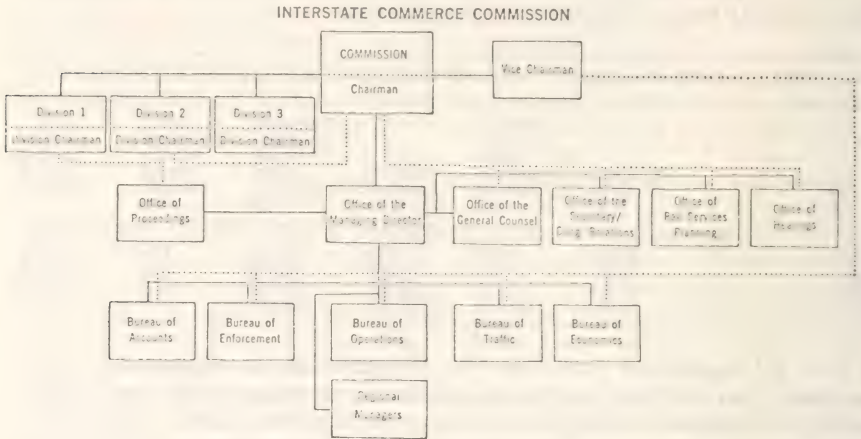 INTERSTATE COMMERCE COMMISSION
COMMISSION
Chairman
Vice Chairman
Division 1
Division Chairman
Division 2
Division Chairman
Division 3
Division Chairman
Office of
Proceedings
Office of the
Managing Director
Office of the
General Counsel
Office of the
Secretary/
Relations
Office of
Rail Services
Planning
Office of
Hearings
Bureau of
Accounts
Bureau of
Enforcement
Bureau of
Operations
Bureau of
Traffic
Bureau of
Economics
Regional
Managers